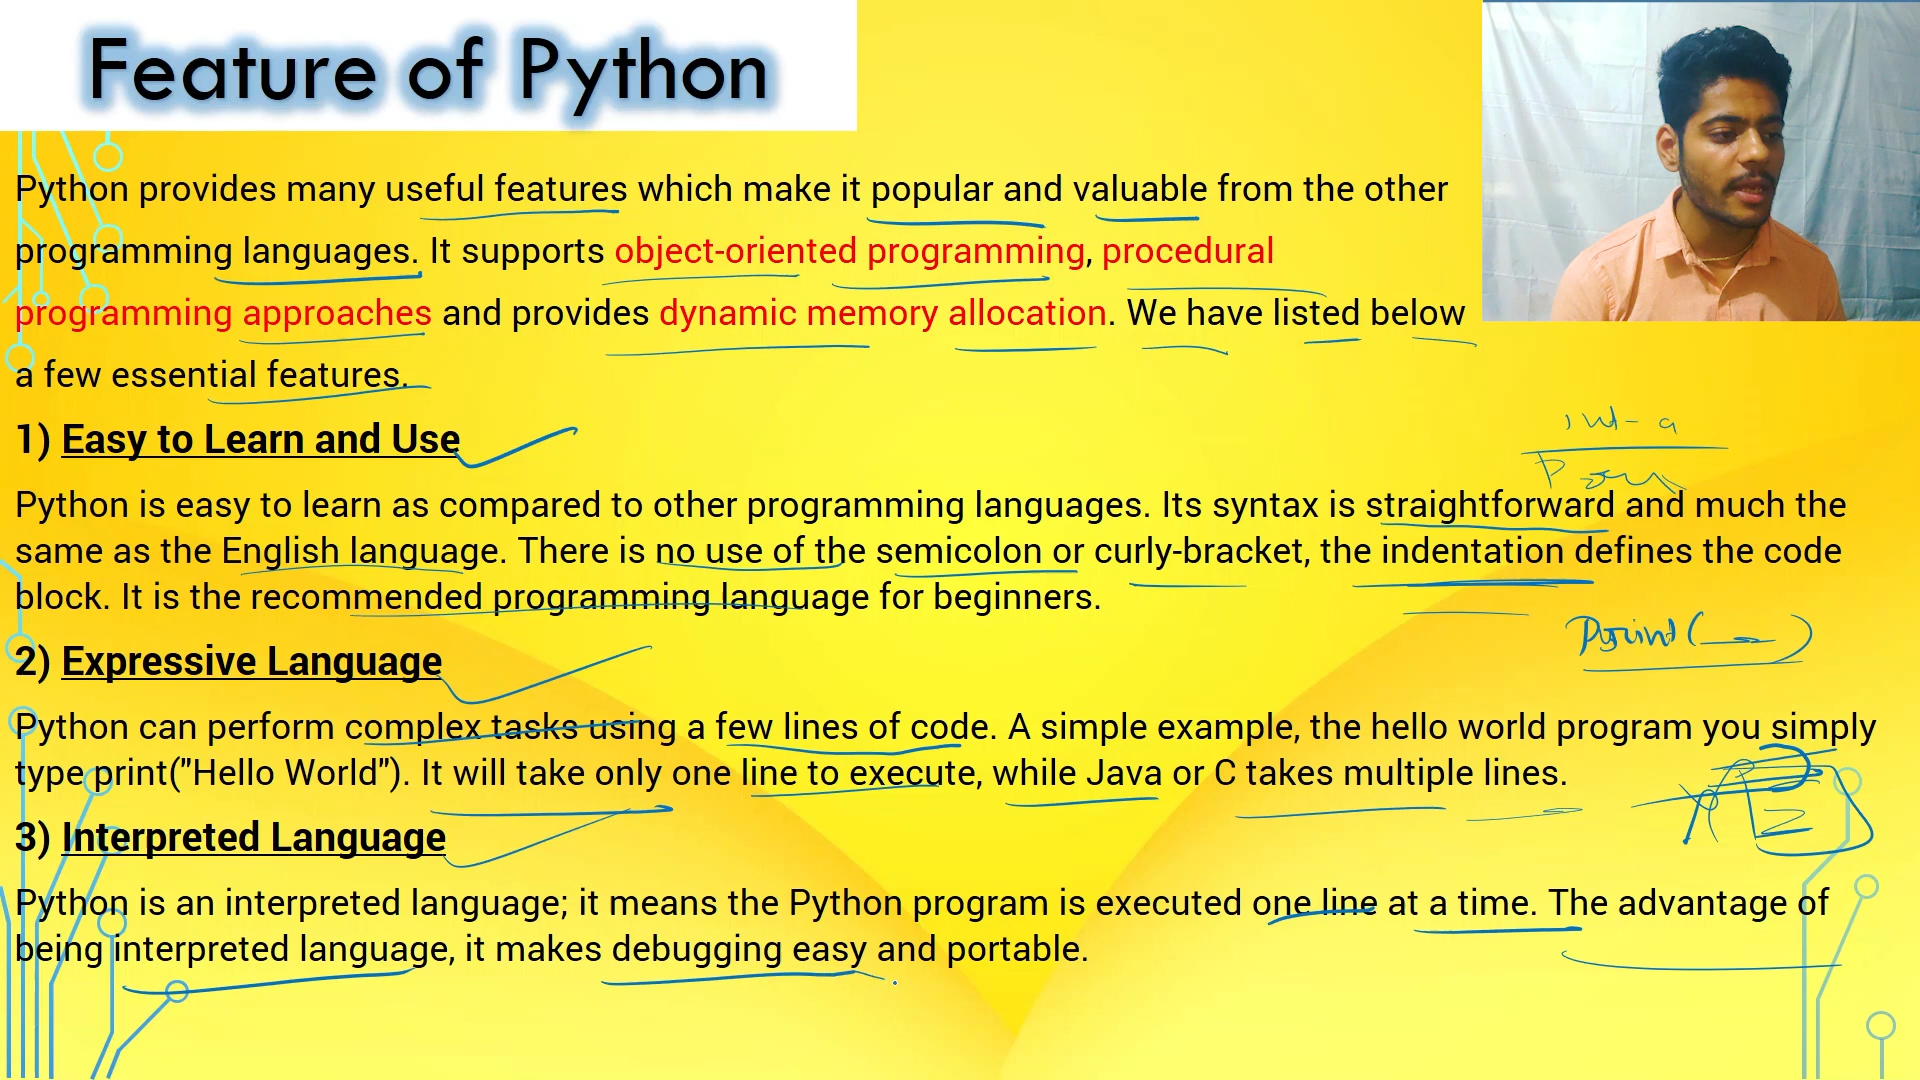 Feature of Python
Python provides many useful features which make it popular and valuable from the other
programming languages. It supports object-oriented programming, procedural
programming approaches and provides dynamic memory allocation. We have listed below
a few essential features.
1) Easy to Learn and Use
int a
Python is easy to learn as compared to other programming languages. Its syntax is straightforward and much the
same as the English language. There is no use of the semicolon or curly-bracket, the indentation defines the code
block. It is the recommended programming language for beginners.
Print( )
2) Expressive Language
Python can perform complex tasks using a few lines of code. A simple example, the hello world program you simply
type print("Hello World"). It will take only one line to execute, while Java or C takes multiple lines.
3) Interpreted Language
Python is an interpreted language; it means the Python program is executed one line at a time. The advantage of
being interpreted language, it makes debugging easy and portable.